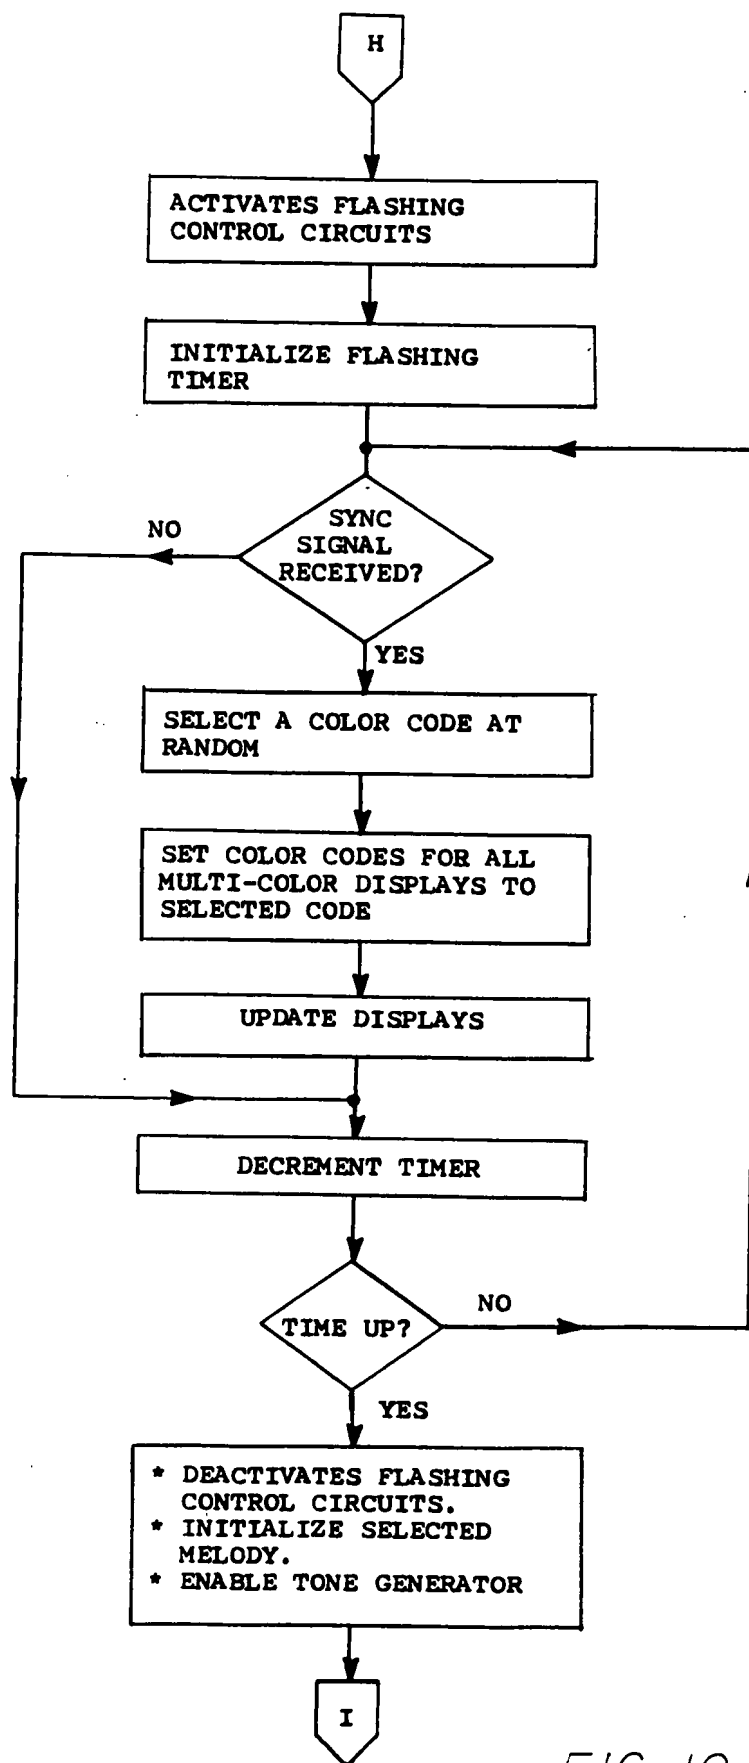 H
ACTIVATES FLASHING
CONTROL CIRCUITS
INITIALIZE FLASHING
TIMER
SYNC
SIGNAL
RECEIVED?
NO
YES
SELECT A COLOR CODE AT
RANDOM
SET COLOR CODES FOR ALL
MULTI-COLOR DISPLAYS TO
SELECTED CODE
UPDATE DISPLAYS
DECREMENT TIMER
TIME UP?
NO
YES
* DEACTIVATES FLASHING
CONTROL CIRCUITS.
* INITIALIZE SELECTED
MELODY.
* ENABLE TONE GENERATOR
I